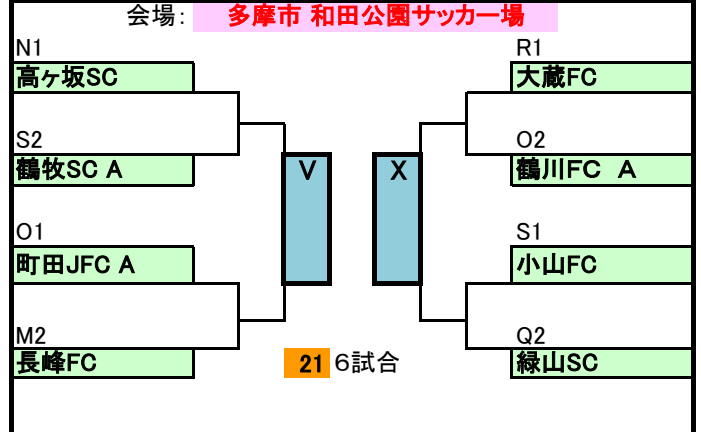 会場： 多摩市 和田公園サッカー場
N1
高ヶ坂SC
R1
大蔵FC
S2
鶴牧SC A
V
X
O2
鶴川FC A
O1
町田JFC A
S1
小山FC
M2
長峰FC
21 6試合
Q2
緑山SC